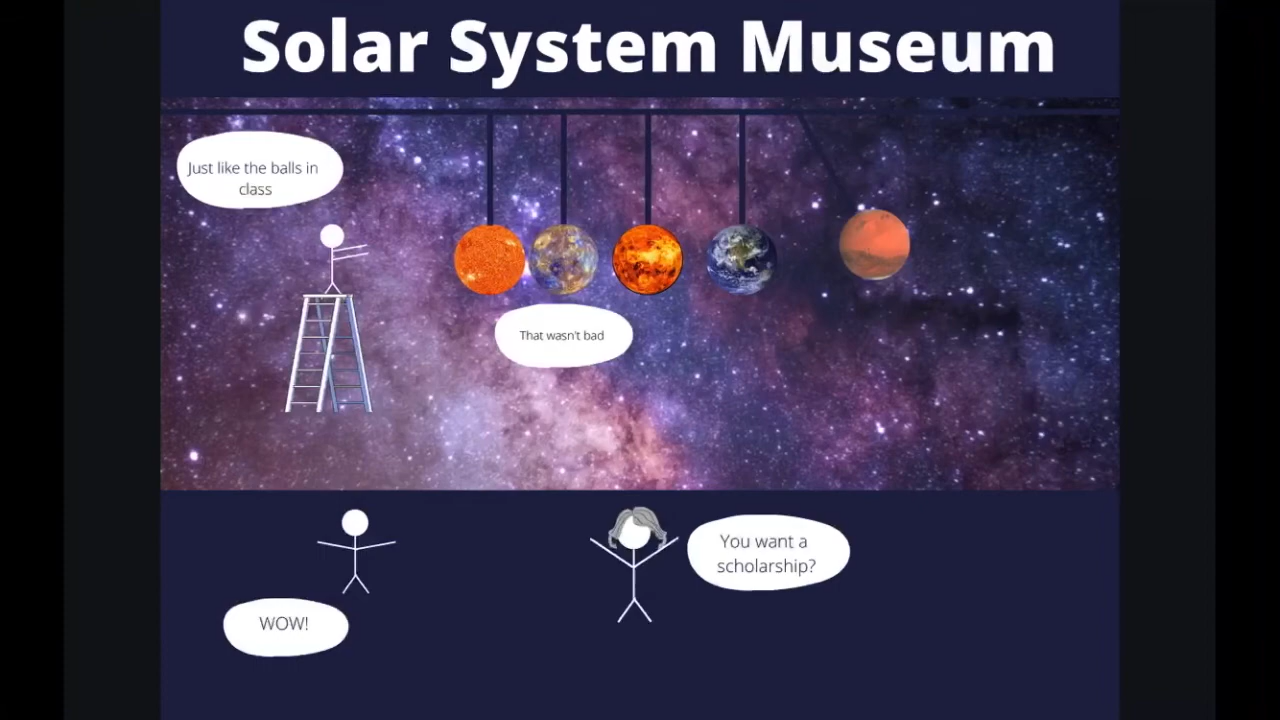 Solar System Museum
Just like the balls in
class
That wasn't bad
You want a
scholarship?
WOW!